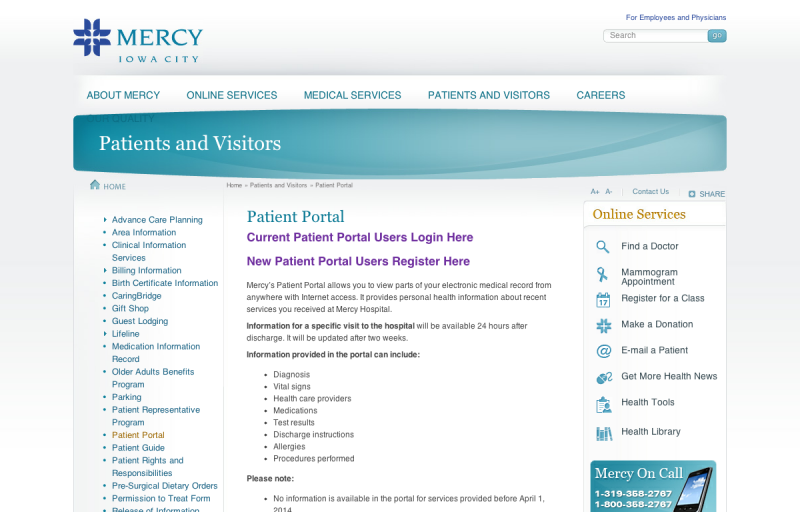 For Employees and Physicians
MERCY
IOWA CITY
Search
go
ABOUT MERCY
ONLINE SERVICES
MEDICAL SERVICES
PATIENTS AND VISITORS
CAREERS
OUR QUALITY
Patients and Visitors
HOME
Home » Patients and Visitors » Patient Portal
A+ A-
Contact Us
SHARE
Advance Care Planning
Area Information
Clinical Information
Services
Billing Information
Birth Certificate Information
CaringBridge
Gift Shop
Guest Lodging
Lifeline
Medication Information
Record
Older Adults Benefits
Program
Parking
Patient Representative
Program
Patient Portal
Patient Guide
Patient Rights and
Responsibilities
Pre-Surgical Dietary Orders
Permission to Treat Form
Release of Information
Patient Portal
Current Patient Portal Users Login Here
New Patient Portal Users Register Here
Mercy's Patient Portal allows you to view parts of your electronic medical record from
anywhere with Internet access. It provides personal health information about recent
services you received at Mercy Hospital.
Information for a specific visit to the hospital will be available 24 hours after
discharge. It will be updated after two weeks.
Information provided in the portal can include:
Diagnosis
Vital signs
Health care providers
Medications
Test results
Discharge instructions
Allergies
Procedures performed
Please note:
No information is available in the portal for services provided before April 1,
2014.
Online Services
Find a Doctor
Mammogram
Appointment
17
Register for a Class
Make a Donation
@
E-mail a Patient
Get More Health News
Health Tools
Health Library
Mercy On Call
1-319-358-2767
1-800-358-2767